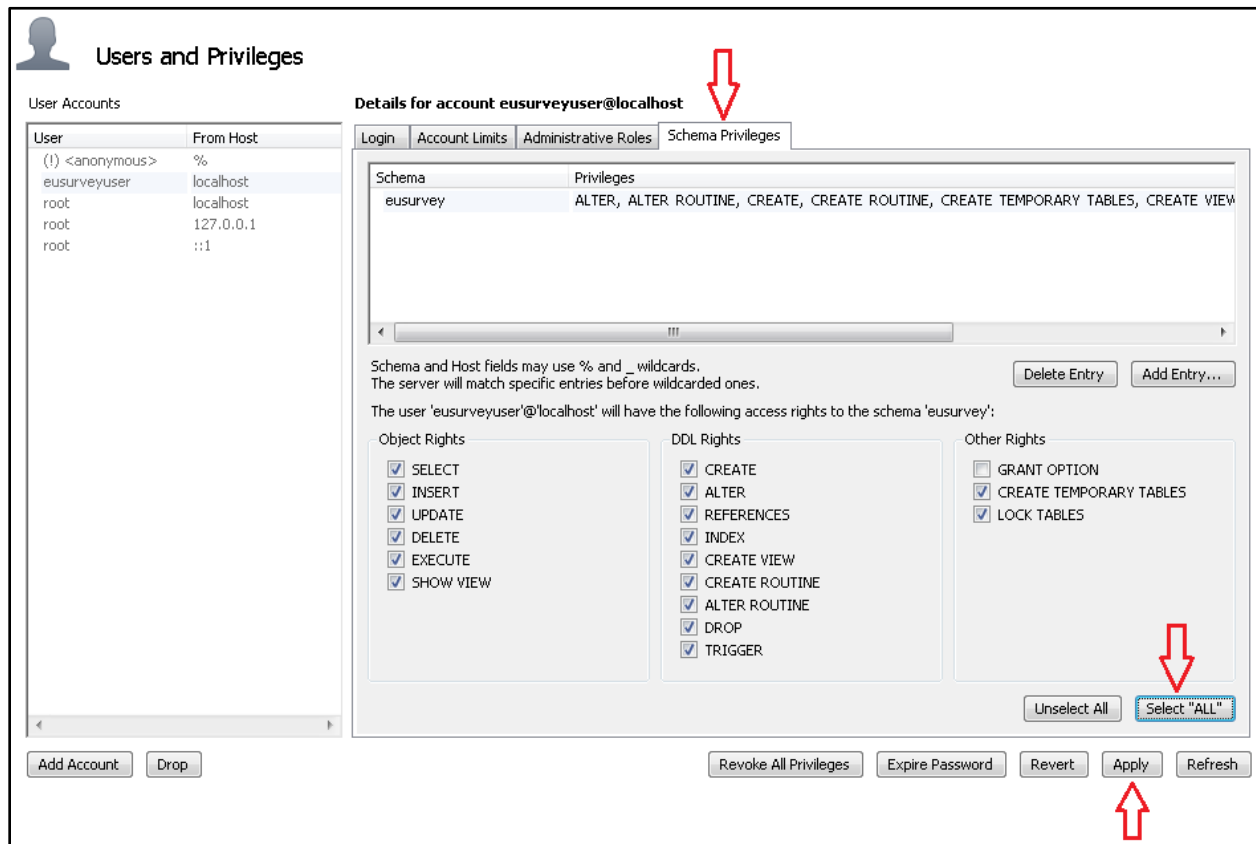 Users and Privileges
User Accounts
User From Host
(!) <anonymous> %
eusurveyuser localhost
root localhost
root 127.0.0.1
root ::1
Add Account Drop
Details for account eusurveyuser@localhost
Login Account Limits Administrative Roles Schema Privileges
Schema Privileges
eusurvey ALTER, ALTER ROUTINE, CREATE, CREATE ROUTINE, CREATE TEMPORARY TABLES, CREATE VIEW
Schema and Host fields may use % and _ wildcards.
The server will match specific entries before wildcarded ones.
Delete Entry Add Entry...
The user 'eusurveyuser'@'localhost' will have the following access rights to the schema 'eusurvey':
Object Rights
SELECT
INSERT
UPDATE
DELETE
EXECUTE
SHOW VIEW
DDL Rights
CREATE
ALTER
REFERENCES
INDEX
CREATE VIEW
CREATE ROUTINE
ALTER ROUTINE
DROP
TRIGGER
Other Rights
GRANT OPTION
CREATE TEMPORARY TABLES
LOCK TABLES
Unselect All Select "ALL"
Revoke All Privileges Expire Password Revert Apply Refresh